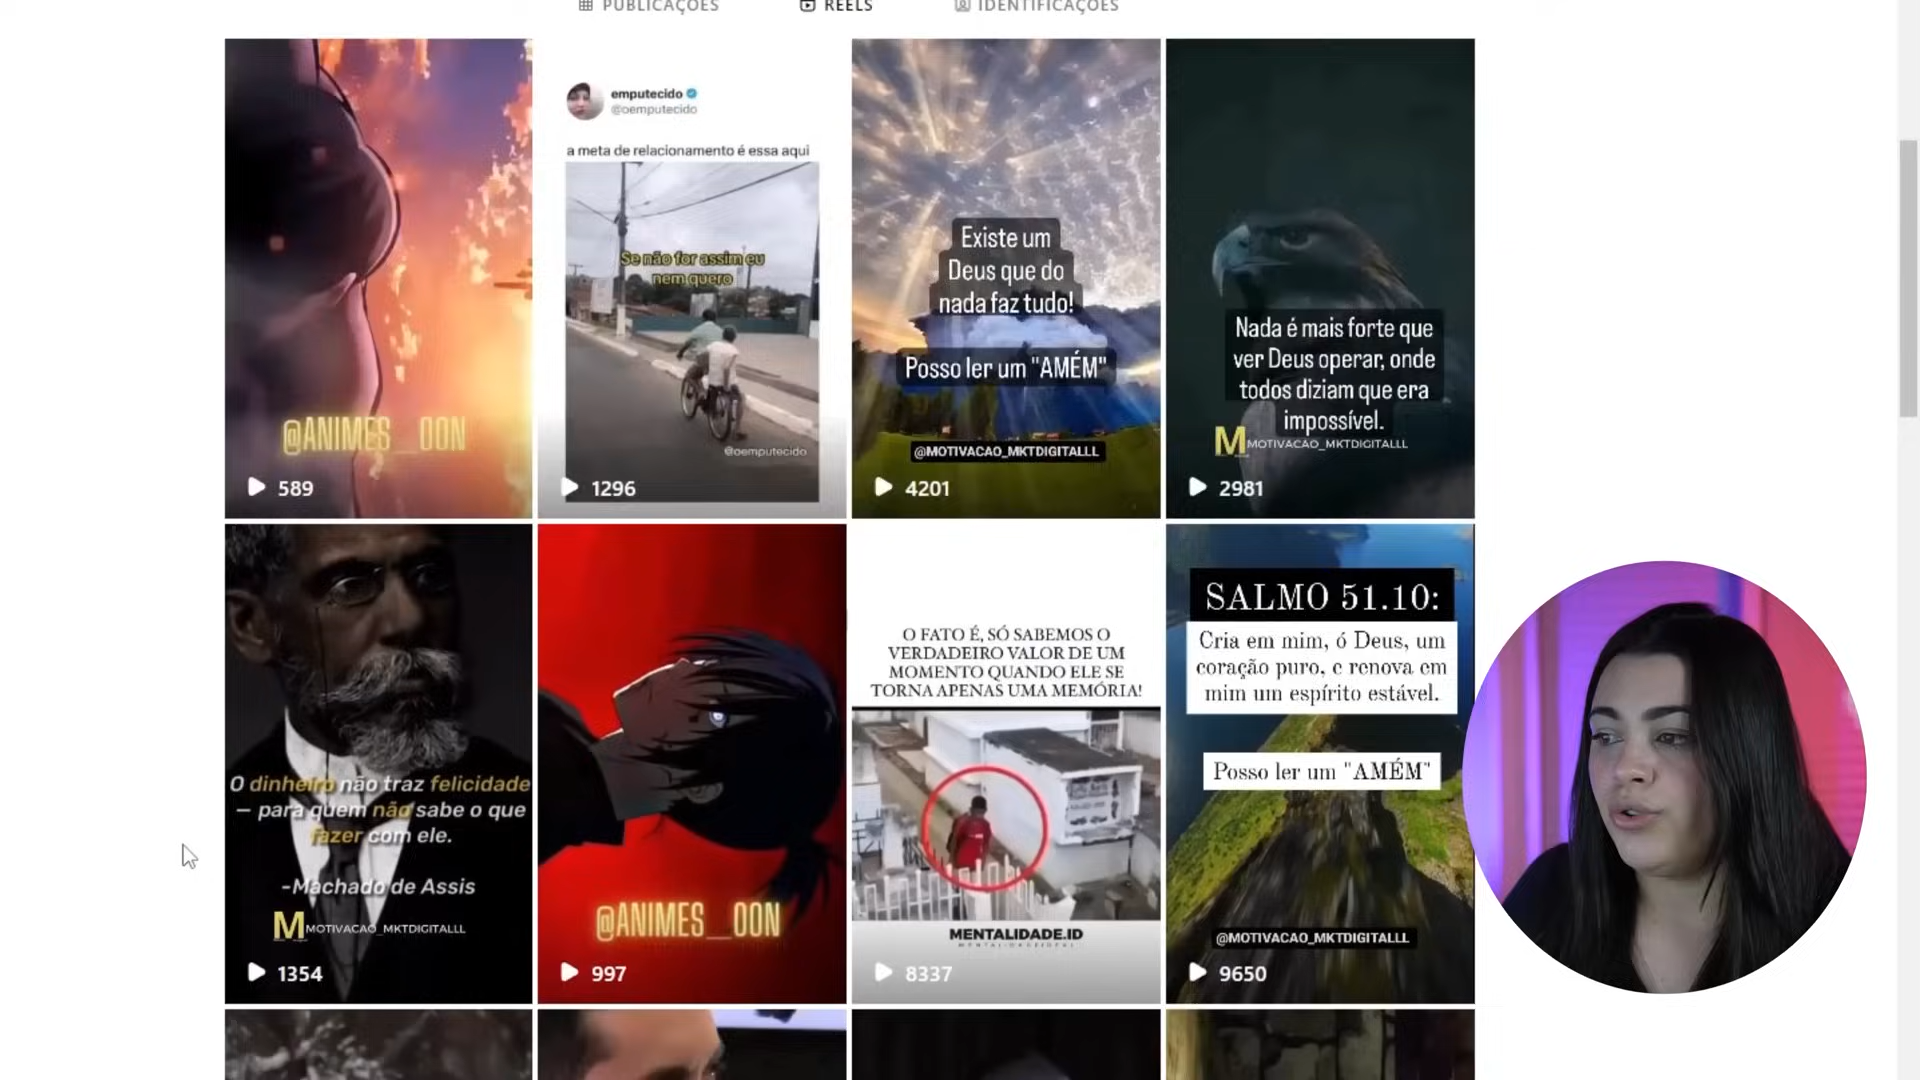 PUBLICAÇÕES
REELS
IDENTIFICAÇÕES
@ANIMES__OON
589
emputecido
@oemputecido
a meta de relacionamento é essa aqui
Se não for assim eu
nem quero
@oemputecido
1296
Existe um
Deus que do
nada faz tudo!
Posso ler um "AMÉM"
@MOTIVACAO_MKTDIGITALLL
4201
Nada é mais forte que
ver Deus operar, onde
todos diziam que era
impossível.
M MOTIVACAO_MKTDIGITALLL
2981
O dinheiro não traz felicidade
— para quem não sabe o que
fazer com ele.
-Machado de Assis
M MOTIVACAO_MKTDIGITALLL
1354
@ANIMES__OON
997
O FATO É, SÓ SABEMOS O
VERDADEIRO VALOR DE UM
MOMENTO QUANDO ELE SE
TORNA APENAS UMA MEMÓRIA!
MENTALIDADE.ID
8337
SALMO 51.10:
Cria em mim, ó Deus, um
coração puro, e renova em
mim um espírito estável.
Posso ler um "AMÉM"
@MOTIVACAO_MKTDIGITALLL
9650